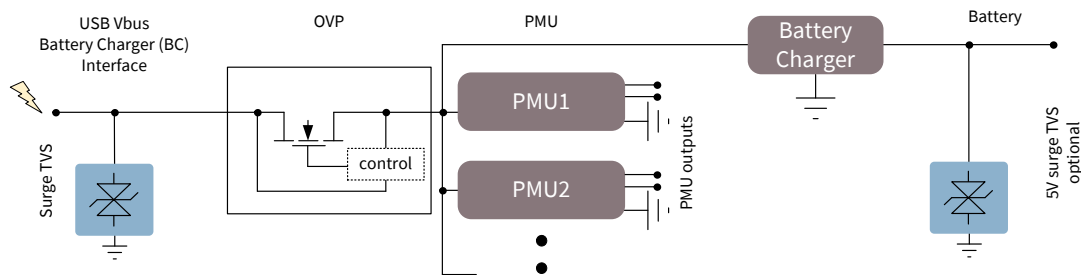 USB Vbus
Battery Charger (BC)
Interface
OVP
PMU
Battery
Charger
Battery
Surge TVS
control
PMU1
PMU2
PMU outputs
5V surge TVS
optional